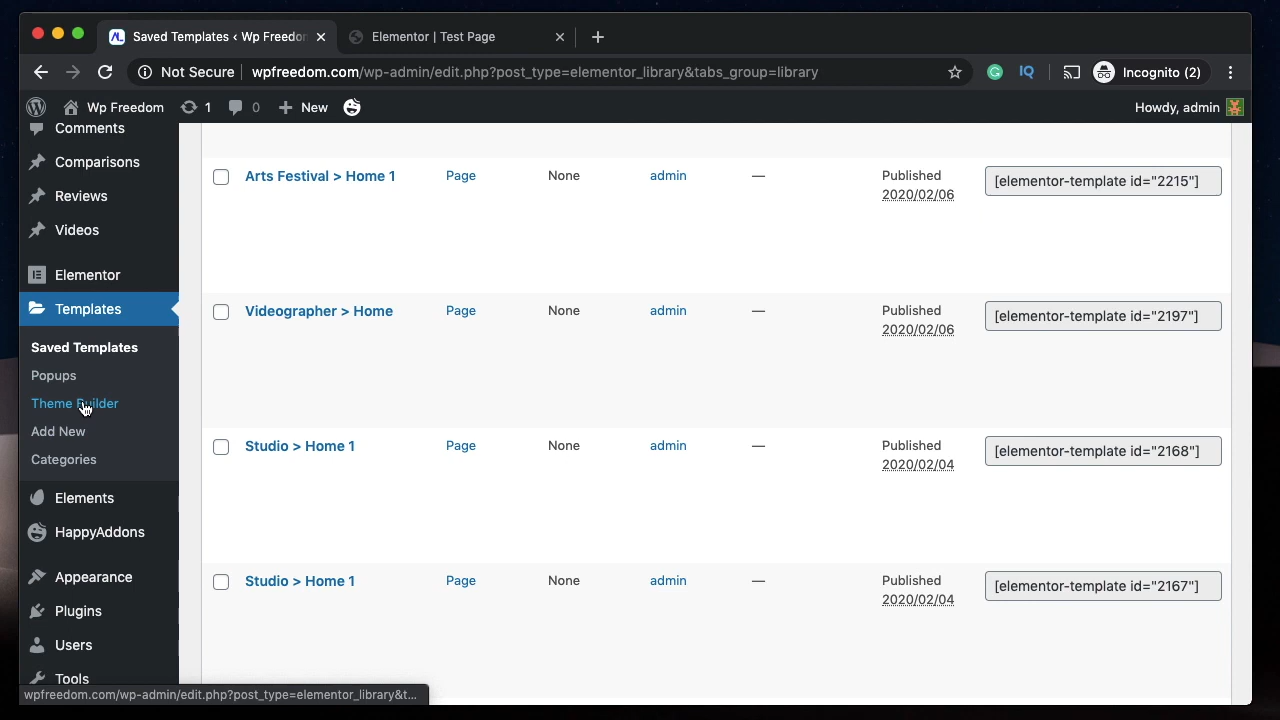 Saved Templates ‹ Wp Freedom
Elementor | Test Page
Not Secure
wpfreedom.com/wp-admin/edit.php?post_type=elementor_library&tabs_group=library
IQ
Incognito (2)
Wp Freedom
1
0
New
Howdy, admin
Comments
Comparisons
Reviews
Videos
Elementor
Templates
Saved Templates
Popups
Theme Builder
Add New
Categories
Elements
HappyAddons
Appearance
Plugins
Users
Tools
Arts Festival > Home 1
Page
None
admin
—
Published
2020/02/06
[elementor-template id="2215"]
Videographer > Home
Page
None
admin
—
Published
2020/02/06
[elementor-template id="2197"]
Studio > Home 1
Page
None
admin
—
Published
2020/02/04
[elementor-template id="2168"]
Studio > Home 1
Page
None
admin
—
Published
2020/02/04
[elementor-template id="2167"]
wpfreedom.com/wp-admin/edit.php?post_type=elementor_library&t...